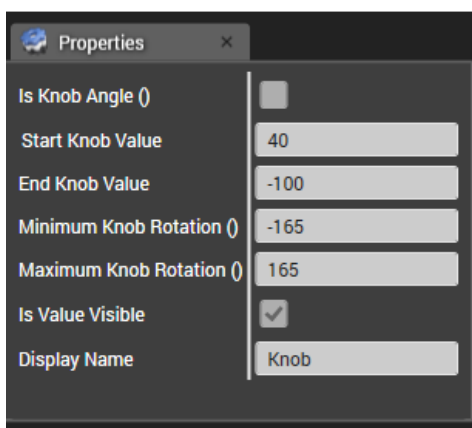 Properties
Is Knob Angle ()
Start Knob Value 40
End Knob Value -100
Minimum Knob Rotation () -165
Maximum Knob Rotation () 165
Is Value Visible
Display Name Knob